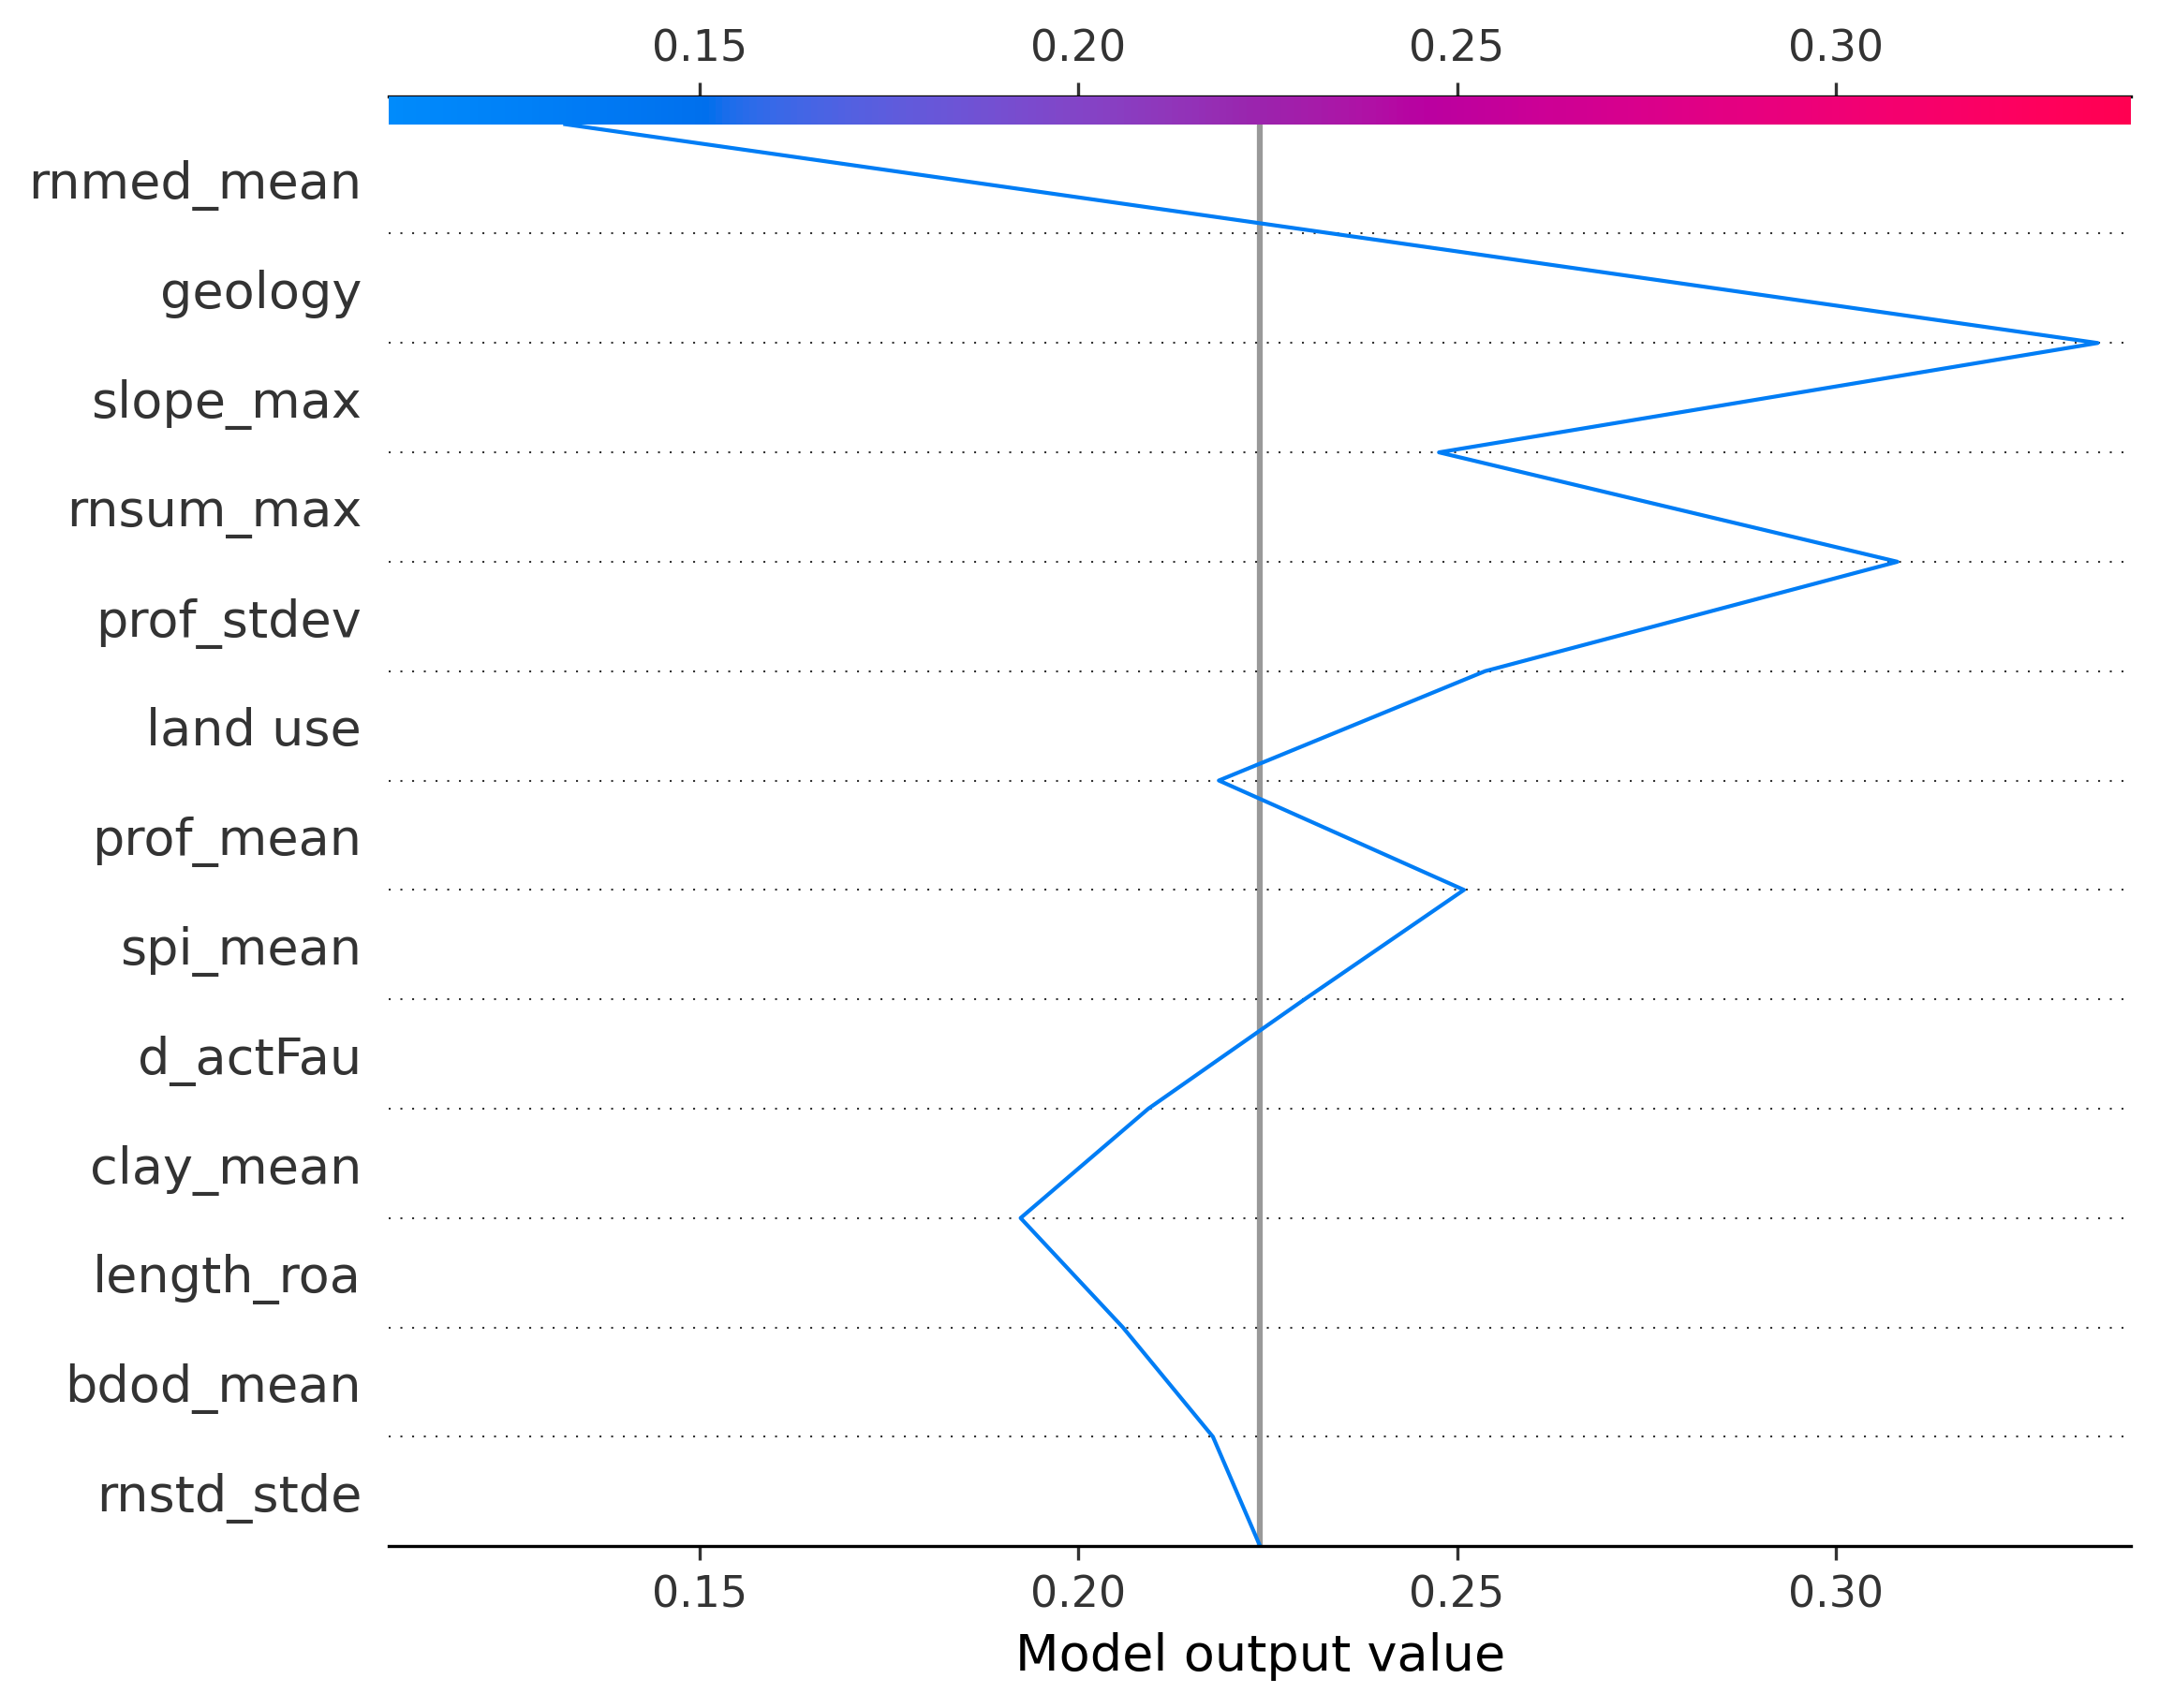 0.15 0.20 0.25 0.30
rnmed_mean
geology
slope_max
rnsum_max
prof_stdev
land use
prof_mean
spi_mean
d_actFau
clay_mean
length_roa
bdod_mean
rnstd_stde
0.15 0.20 0.25 0.30
Model output value